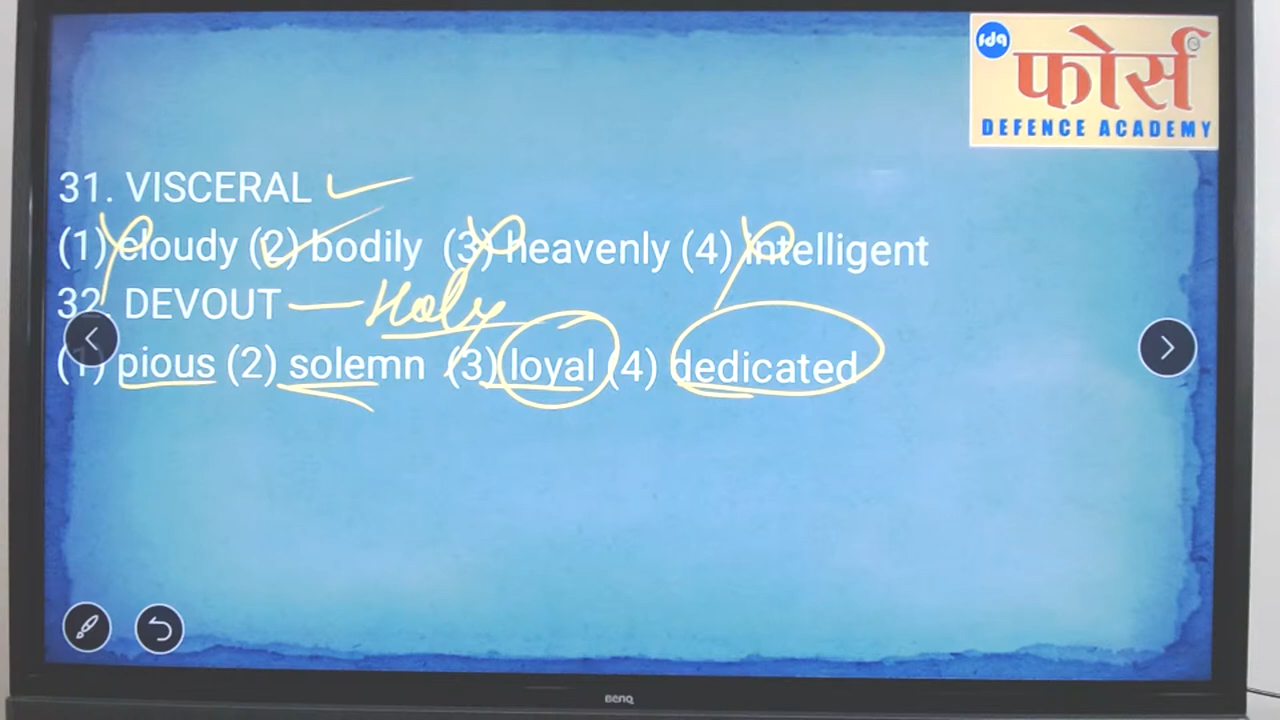 fda
फोर्स
DEFENCE ACADEMY
31. VISCERAL
(1) cloudy (2) bodily (3) heavenly (4) intelligent
32. DEVOUT — Holy
(1) pious (2) solemn (3) loyal (4) dedicated
BenQ